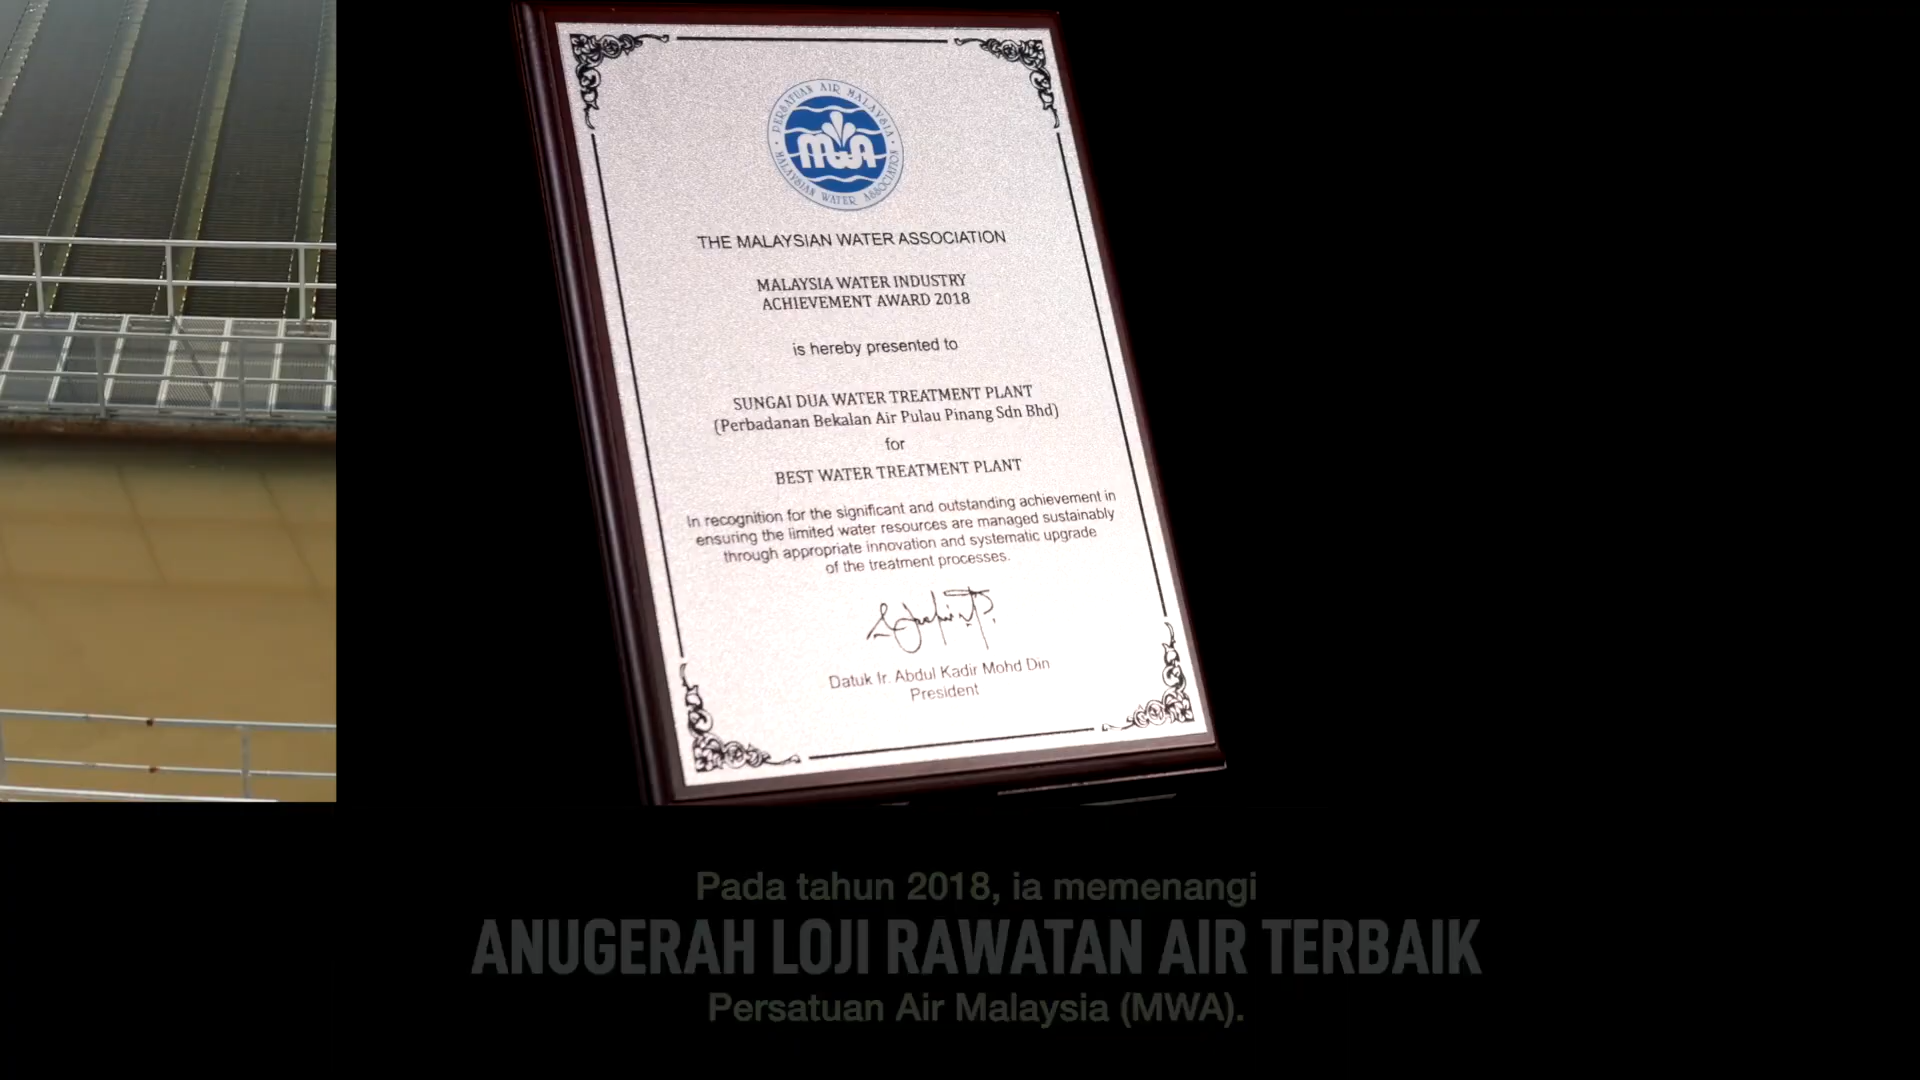 PERSATUAN AIR MALAYSIA
MWA
MALAYSIAN WATER ASSOCIATION
THE MALAYSIAN WATER ASSOCIATION
MALAYSIA WATER INDUSTRY
ACHIEVEMENT AWARD 2018
is hereby presented to
SUNGAI DUA WATER TREATMENT PLANT
(Perbadanan Bekalan Air Pulau Pinang Sdn Bhd)
for
BEST WATER TREATMENT PLANT
In recognition for the significant and outstanding achievement in
ensuring the limited water resources are managed sustainably
through appropriate innovation and systematic upgrade
of the treatment processes.
Datuk Ir. Abdul Kadir Mohd Din
President
Pada tahun 2018, ia memenangi
ANUGERAH LOJI RAWATAN AIR TERBAIK
Persatuan Air Malaysia (MWA).